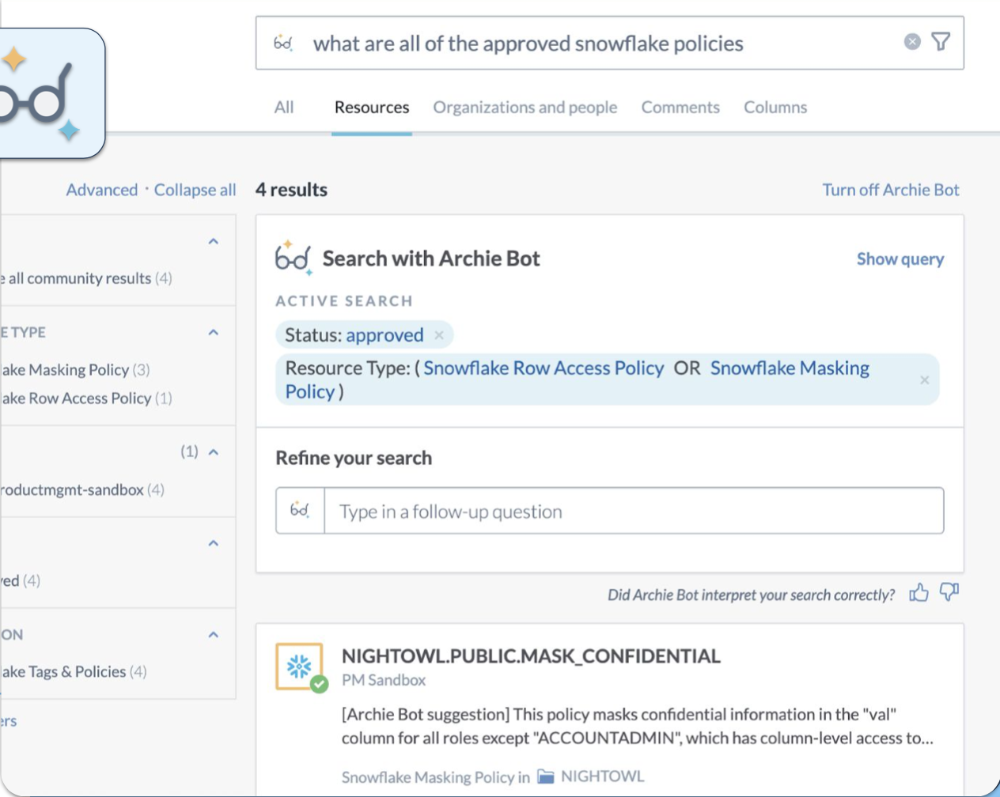 what are all of the approved snowflake policies
All Resources Organizations and people Comments Columns
Advanced · Collapse all
4 results
Turn off Archie Bot
e all community results (4)
E TYPE
ake Masking Policy (3)
ake Row Access Policy (1)
(1)
roductmgmt-sandbox (4)
ved (4)
ON
ake Tags & Policies (4)
ers
Search with Archie Bot
Show query
ACTIVE SEARCH
Status: approved ×
Resource Type: ( Snowflake Row Access Policy OR Snowflake Masking
Policy ) ×
Refine your search
Type in a follow-up question
Did Archie Bot interpret your search correctly?
NIGHTOWL.PUBLIC.MASK_CONFIDENTIAL
PM Sandbox
[Archie Bot suggestion] This policy masks confidential information in the "val"
column for all roles except "ACCOUNTADMIN", which has column-level access to...
Snowflake Masking Policy in NIGHTOWL